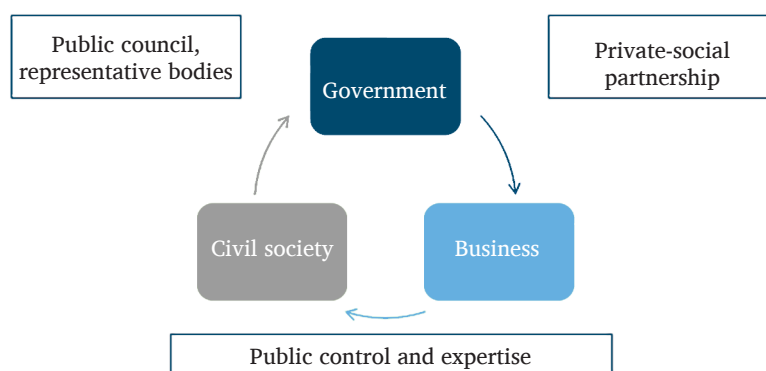 Public council,
representative bodies
Private-social
partnership
Government
Civil society
Business
Public control and expertise